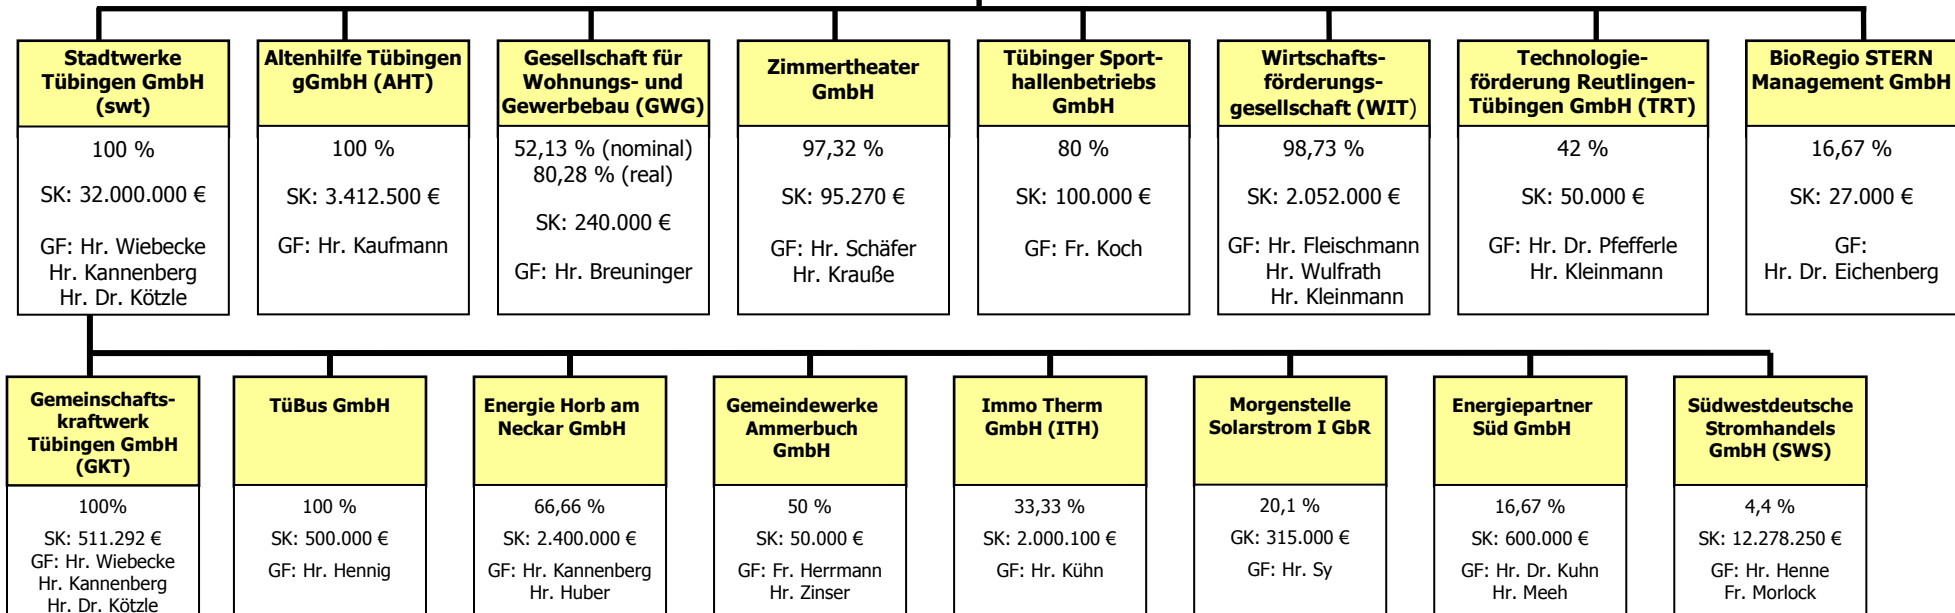 Stadtwerke
Tübingen GmbH
(swt)
100 %
SK: 32.000.000 €
GF: Hr. Wiebecke
Hr. Kannenberg
Hr. Dr. Kötzle
Altenhilfe Tübingen
gGmbH (AHT)
100 %
SK: 3.412.500 €
GF: Hr. Kaufmann
Gesellschaft für
Wohnungs- und
Gewerbebau (GWG)
52,13 % (nominal)
80,28 % (real)
SK: 240.000 €
GF: Hr. Breuninger
Zimmertheater
GmbH
97,32 %
SK: 95.270 €
GF: Hr. Schäfer
Hr. Krauße
Tübinger Sport-
hallenbetriebs
GmbH
80 %
SK: 100.000 €
GF: Fr. Koch
Wirtschafts-
förderungs-
gesellschaft (WIT)
98,73 %
SK: 2.052.000 €
GF: Hr. Fleischmann
Hr. Wulfrath
Hr. Kleinmann
Technologie-
förderung Reutlingen-
Tübingen GmbH (TRT)
42 %
SK: 50.000 €
GF: Hr. Dr. Pfefferle
Hr. Kleinmann
BioRegio STERN
Management GmbH
16,67 %
SK: 27.000 €
GF:
Hr. Dr. Eichenberg
Gemeinschafts-
kraftwerk
Tübingen GmbH
(GKT)
100%
SK: 511.292 €
GF: Hr. Wiebecke
Hr. Kannenberg
Hr. Dr. Kötzle
TüBus GmbH
100 %
SK: 500.000 €
GF: Hr. Hennig
Energie Horb am
Neckar GmbH
66,66 %
SK: 2.400.000 €
GF: Hr. Kannenberg
Hr. Huber
Gemeindewerke
Ammerbuch
GmbH
50 %
SK: 50.000 €
GF: Fr. Herrmann
Hr. Zinser
Immo Therm
GmbH (ITH)
33,33 %
SK: 2.000.100 €
GF: Hr. Kühn
Morgenstelle
Solarstrom I GbR
20,1 %
GK: 315.000 €
GF: Hr. Sy
Energiepartner
Süd GmbH
16,67 %
SK: 600.000 €
GF: Hr. Dr. Kuhn
Hr. Meeh
Südwestdeutsche
Stromhandels
GmbH (SWS)
4,4 %
SK: 12.278.250 €
GF: Hr. Henne
Fr. Morlock